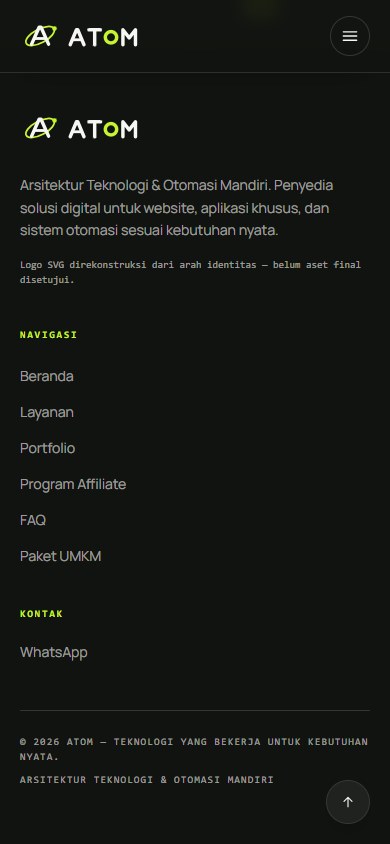 ATOM
ATOM
Arsitektur Teknologi & Otomasi Mandiri. Penyedia
solusi digital untuk website, aplikasi khusus, dan
sistem otomasi sesuai kebutuhan nyata.
Logo SVG direkonstruksi dari arah identitas — belum aset final
disetujui.
NAVIGASI
Beranda
Layanan
Portfolio
Program Affiliate
FAQ
Paket UMKM
KONTAK
WhatsApp
© 2026 ATOM — TEKNOLOGI YANG BEKERJA UNTUK KEBUTUHAN
NYATA.
ARSITEKTUR TEKNOLOGI & OTOMASI MANDIRI